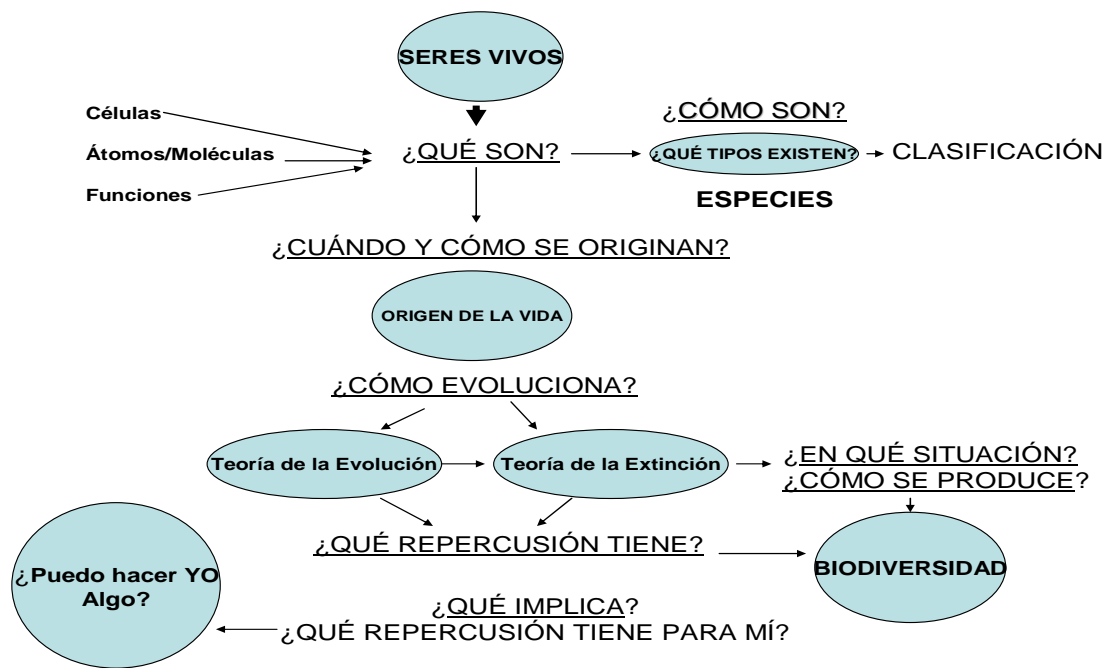 SERES VIVOS
¿CÓMO SON?
Células
Átomos/Moléculas
Funciones
¿QUÉ SON?
¿QUÉ TIPOS EXISTEN?
CLASIFICACIÓN
ESPECIES
¿CUÁNDO Y CÓMO SE ORIGINAN?
ORIGEN DE LA VIDA
¿CÓMO EVOLUCIONA?
Teoría de la Evolución
Teoría de la Extinción
¿EN QUÉ SITUACIÓN?
¿CÓMO SE PRODUCE?
¿QUÉ REPERCUSIÓN TIENE?
BIODIVERSIDAD
¿Puedo hacer YO
Algo?
¿QUÉ IMPLICA?
¿QUÉ REPERCUSIÓN TIENE PARA MÍ?